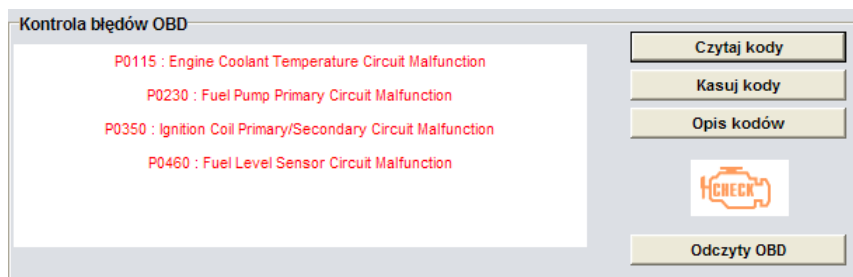 Kontrola błędów OBD
P0115 : Engine Coolant Temperature Circuit Malfunction
P0230 : Fuel Pump Primary Circuit Malfunction
P0350 : Ignition Coil Primary/Secondary Circuit Malfunction
P0460 : Fuel Level Sensor Circuit Malfunction
Czytaj kody
Kasuj kody
Opis kodów
CHECK
Odczyty OBD